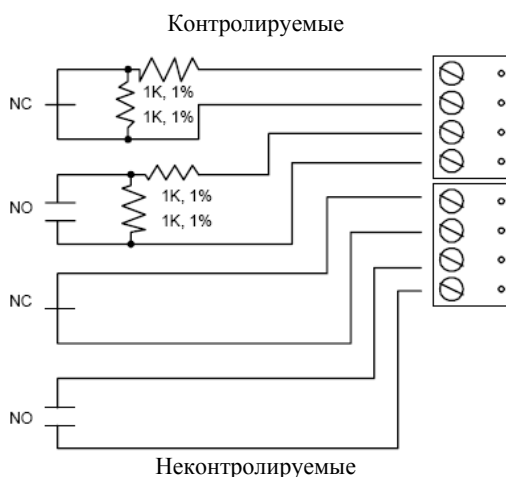 Контролируемые
NC
1K, 1%
1K, 1%
NO
1K, 1%
1K, 1%
NC
NO
Неконтролируемые